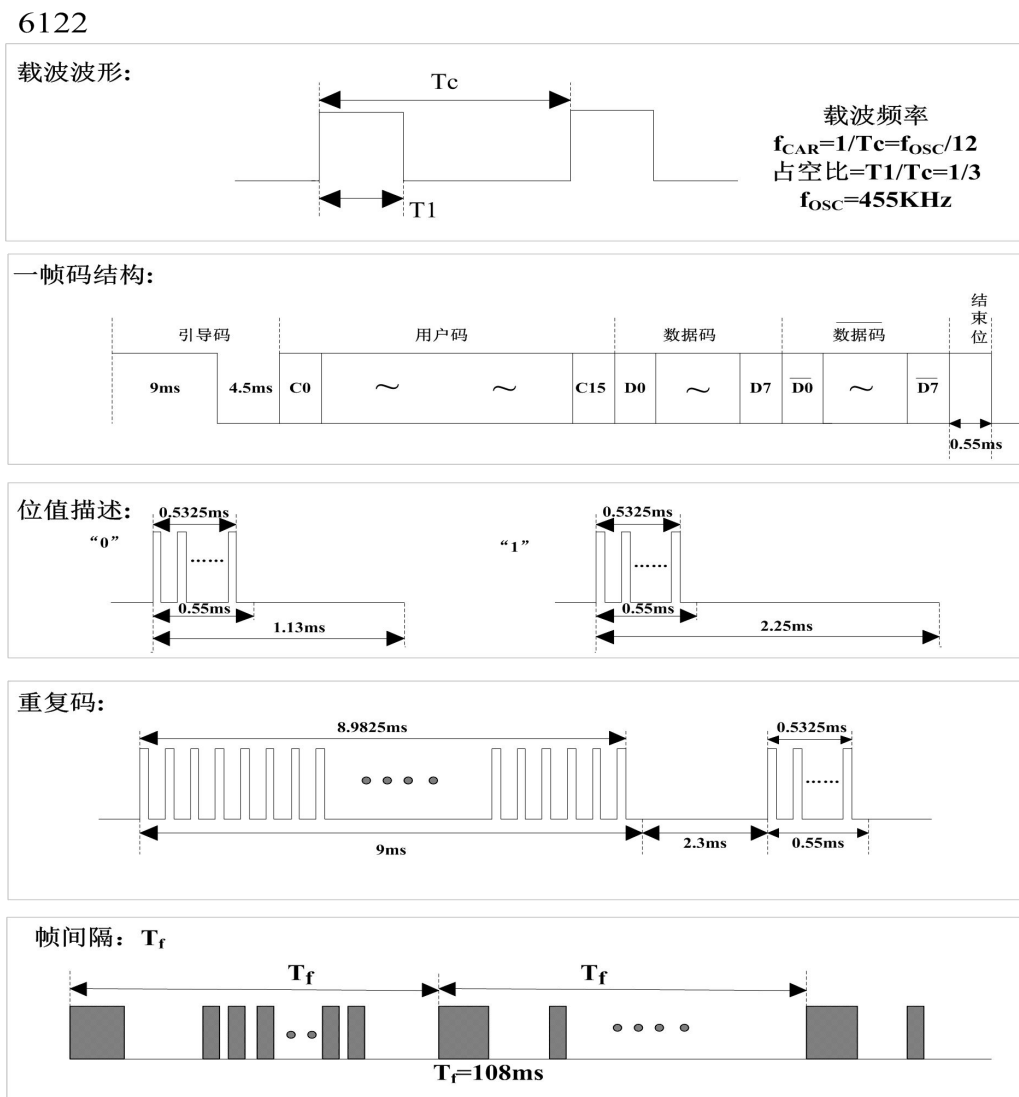 6122
载波波形：
Tc
T1
载波频率
fCAR=1/Tc=fOSC/12
占空比=T1/Tc=1/3
fOSC=455KHz
一帧码结构：
引导码
用户码
数据码
数据码
结束位
9ms
4.5ms
C0
～
～
C15
D0
～
D7
D0
～
D7
0.55ms
位值描述：
“0”
0.5325ms
……
0.55ms
1.13ms
“1”
0.5325ms
……
0.55ms
2.25ms
重复码：
8.9825ms
9ms
2.3ms
0.5325ms
……
0.55ms
帧间隔：Tf
Tf
Tf
Tf=108ms